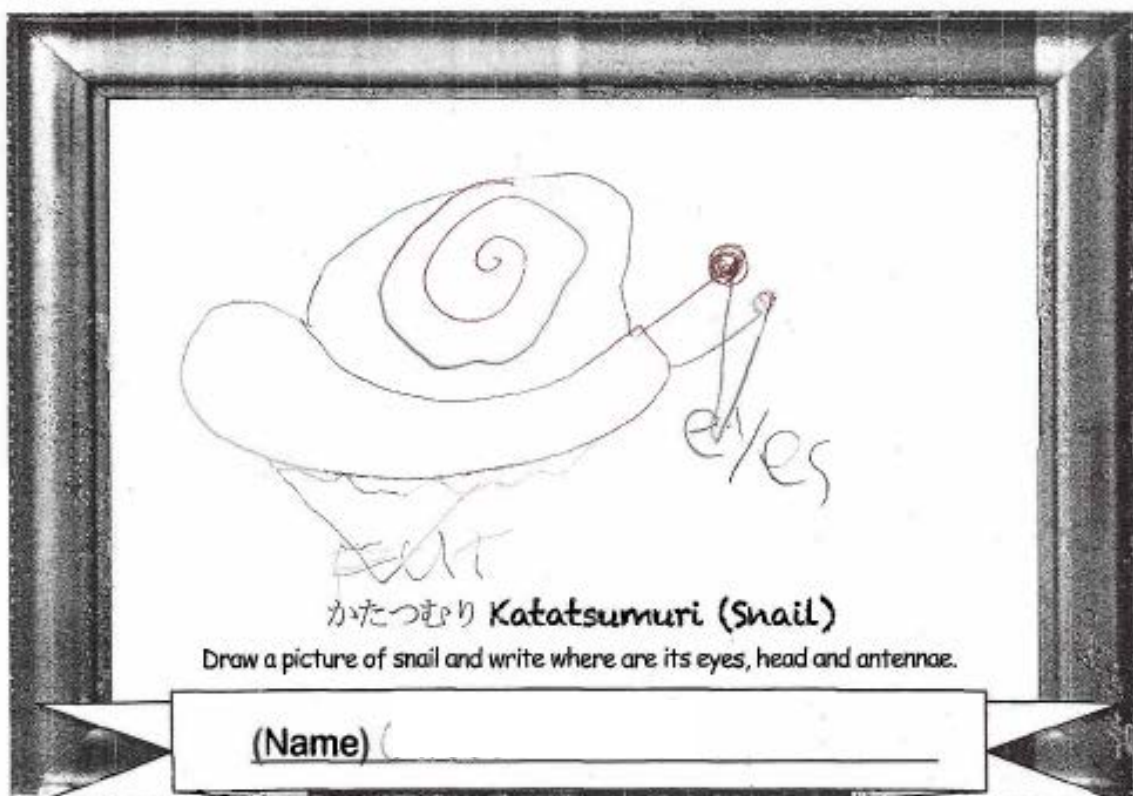 eyes
FUT
かたつむり Katatsumuri (Snail)
Draw a picture of snail and write where are its eyes, head and antennae.
(Name)